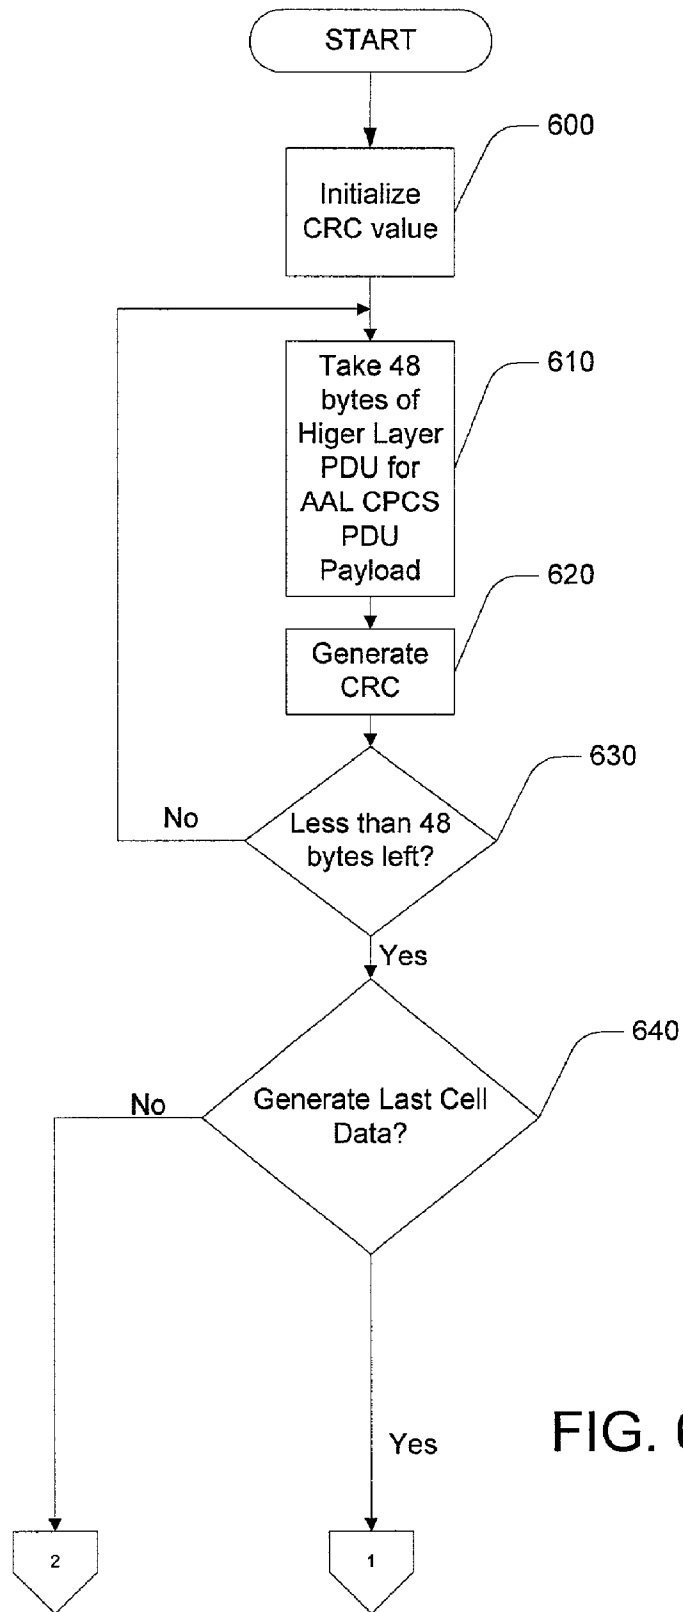 START
600
Initialize
CRC value
610
Take 48
bytes of
Higer Layer
PDU for
AAL CPCS
PDU
Payload
620
Generate
CRC
630
Less than 48
bytes left?
No
Yes
640
Generate Last Cell
Data?
No
Yes
FIG.
2
1